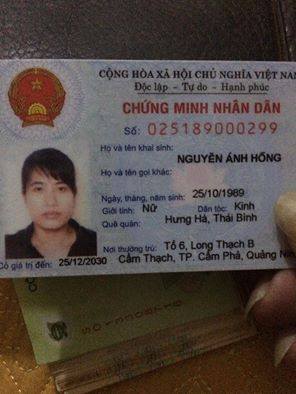 CỘNG HÒA XÃ HỘI CHỦ NGHĨA VIỆT NAM
Độc lập - Tự do - Hạnh phúc
CHỨNG MINH NHÂN DÂN
Số: 025189000299
Họ và tên khai sinh:
NGUYỄN ÁNH HỒNG
Họ và tên gọi khác:
Ngày, tháng, năm sinh: 25/10/1989
Giới tính: Nữ Dân tộc: Kinh
Quê quán: Hưng Hà, Thái Bình
Nơi thường trú: Tổ 6, Long Thạch B
Có giá trị đến: 25/12/2030 Cẩm Thạch, TP. Cẩm Phả, Quảng Ninh